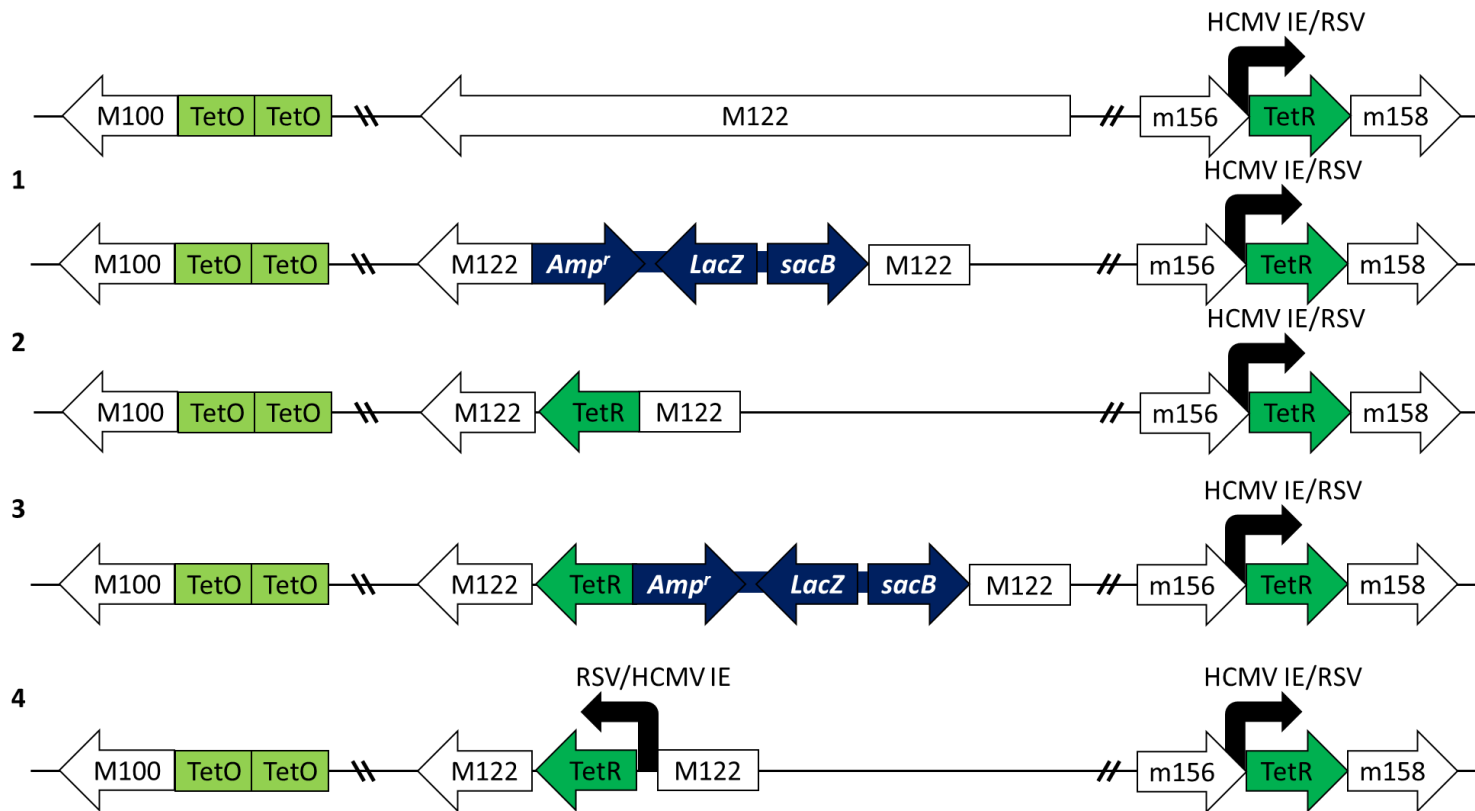 HCMV IE/RSV
M100 TetO TetO M122 m156 TetR m158
1
HCMV IE/RSV
M100 TetO TetO M122 Ampʳ LacZ sacB M122 m156 TetR m158
2
HCMV IE/RSV
M100 TetO TetO M122 TetR M122 m156 TetR m158
3
HCMV IE/RSV
M100 TetO TetO M122 TetR Ampʳ LacZ sacB M122 m156 TetR m158
4
RSV/HCMV IE HCMV IE/RSV
M100 TetO TetO M122 TetR M122 m156 TetR m158